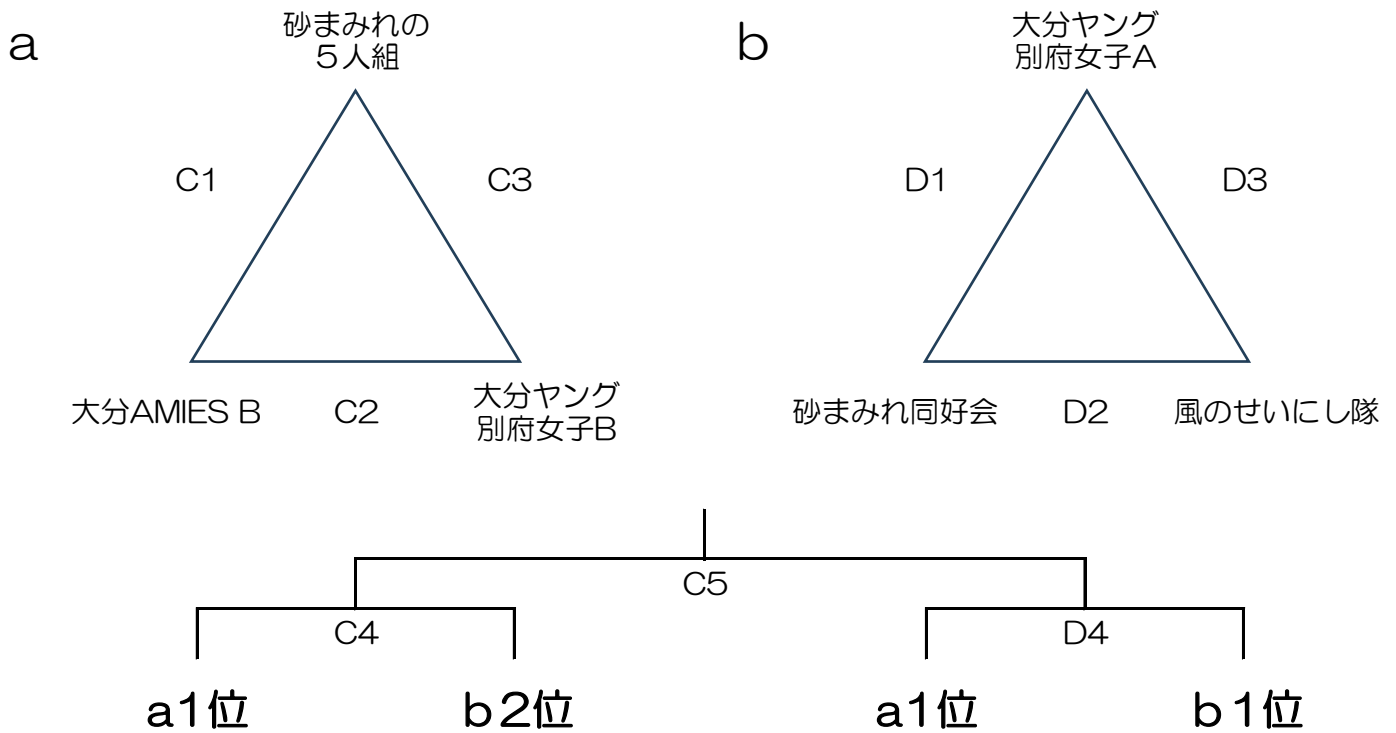 a
砂まみれの
５人組
C1
C3
大分AMIES B
C2
大分ヤング
別府女子B
b
大分ヤング
別府女子A
D1
D3
砂まみれ同好会
D2
風のせいにし隊
C5
C4
D4
a1位
b2位
a1位
b1位